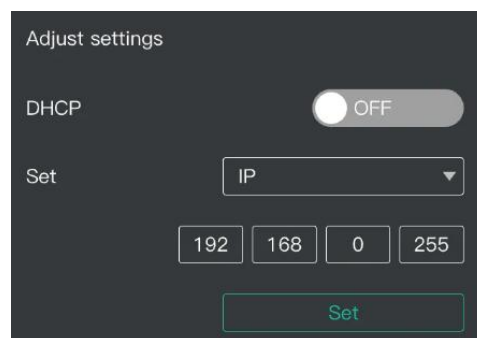 Adjust settings
DHCP OFF
Set IP
192 168 0 255
Set